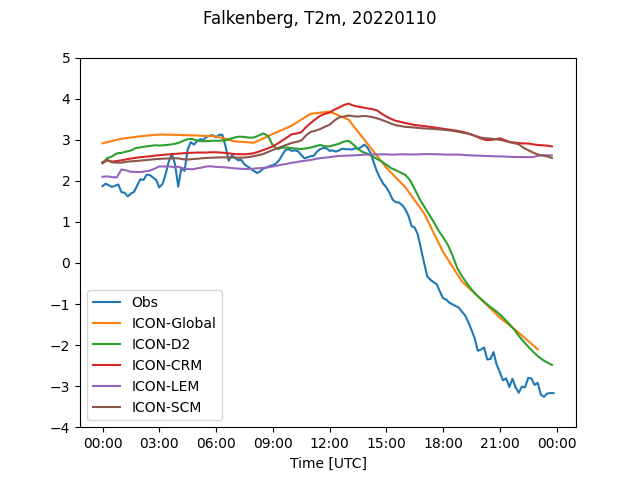 Falkenberg, T2m, 20220110
5
4
3
2
1
0
−1
−2
−3
−4
Obs
ICON-Global
ICON-D2
ICON-CRM
ICON-LEM
ICON-SCM
00:00 03:00 06:00 09:00 12:00 15:00 18:00 21:00 00:00
Time [UTC]